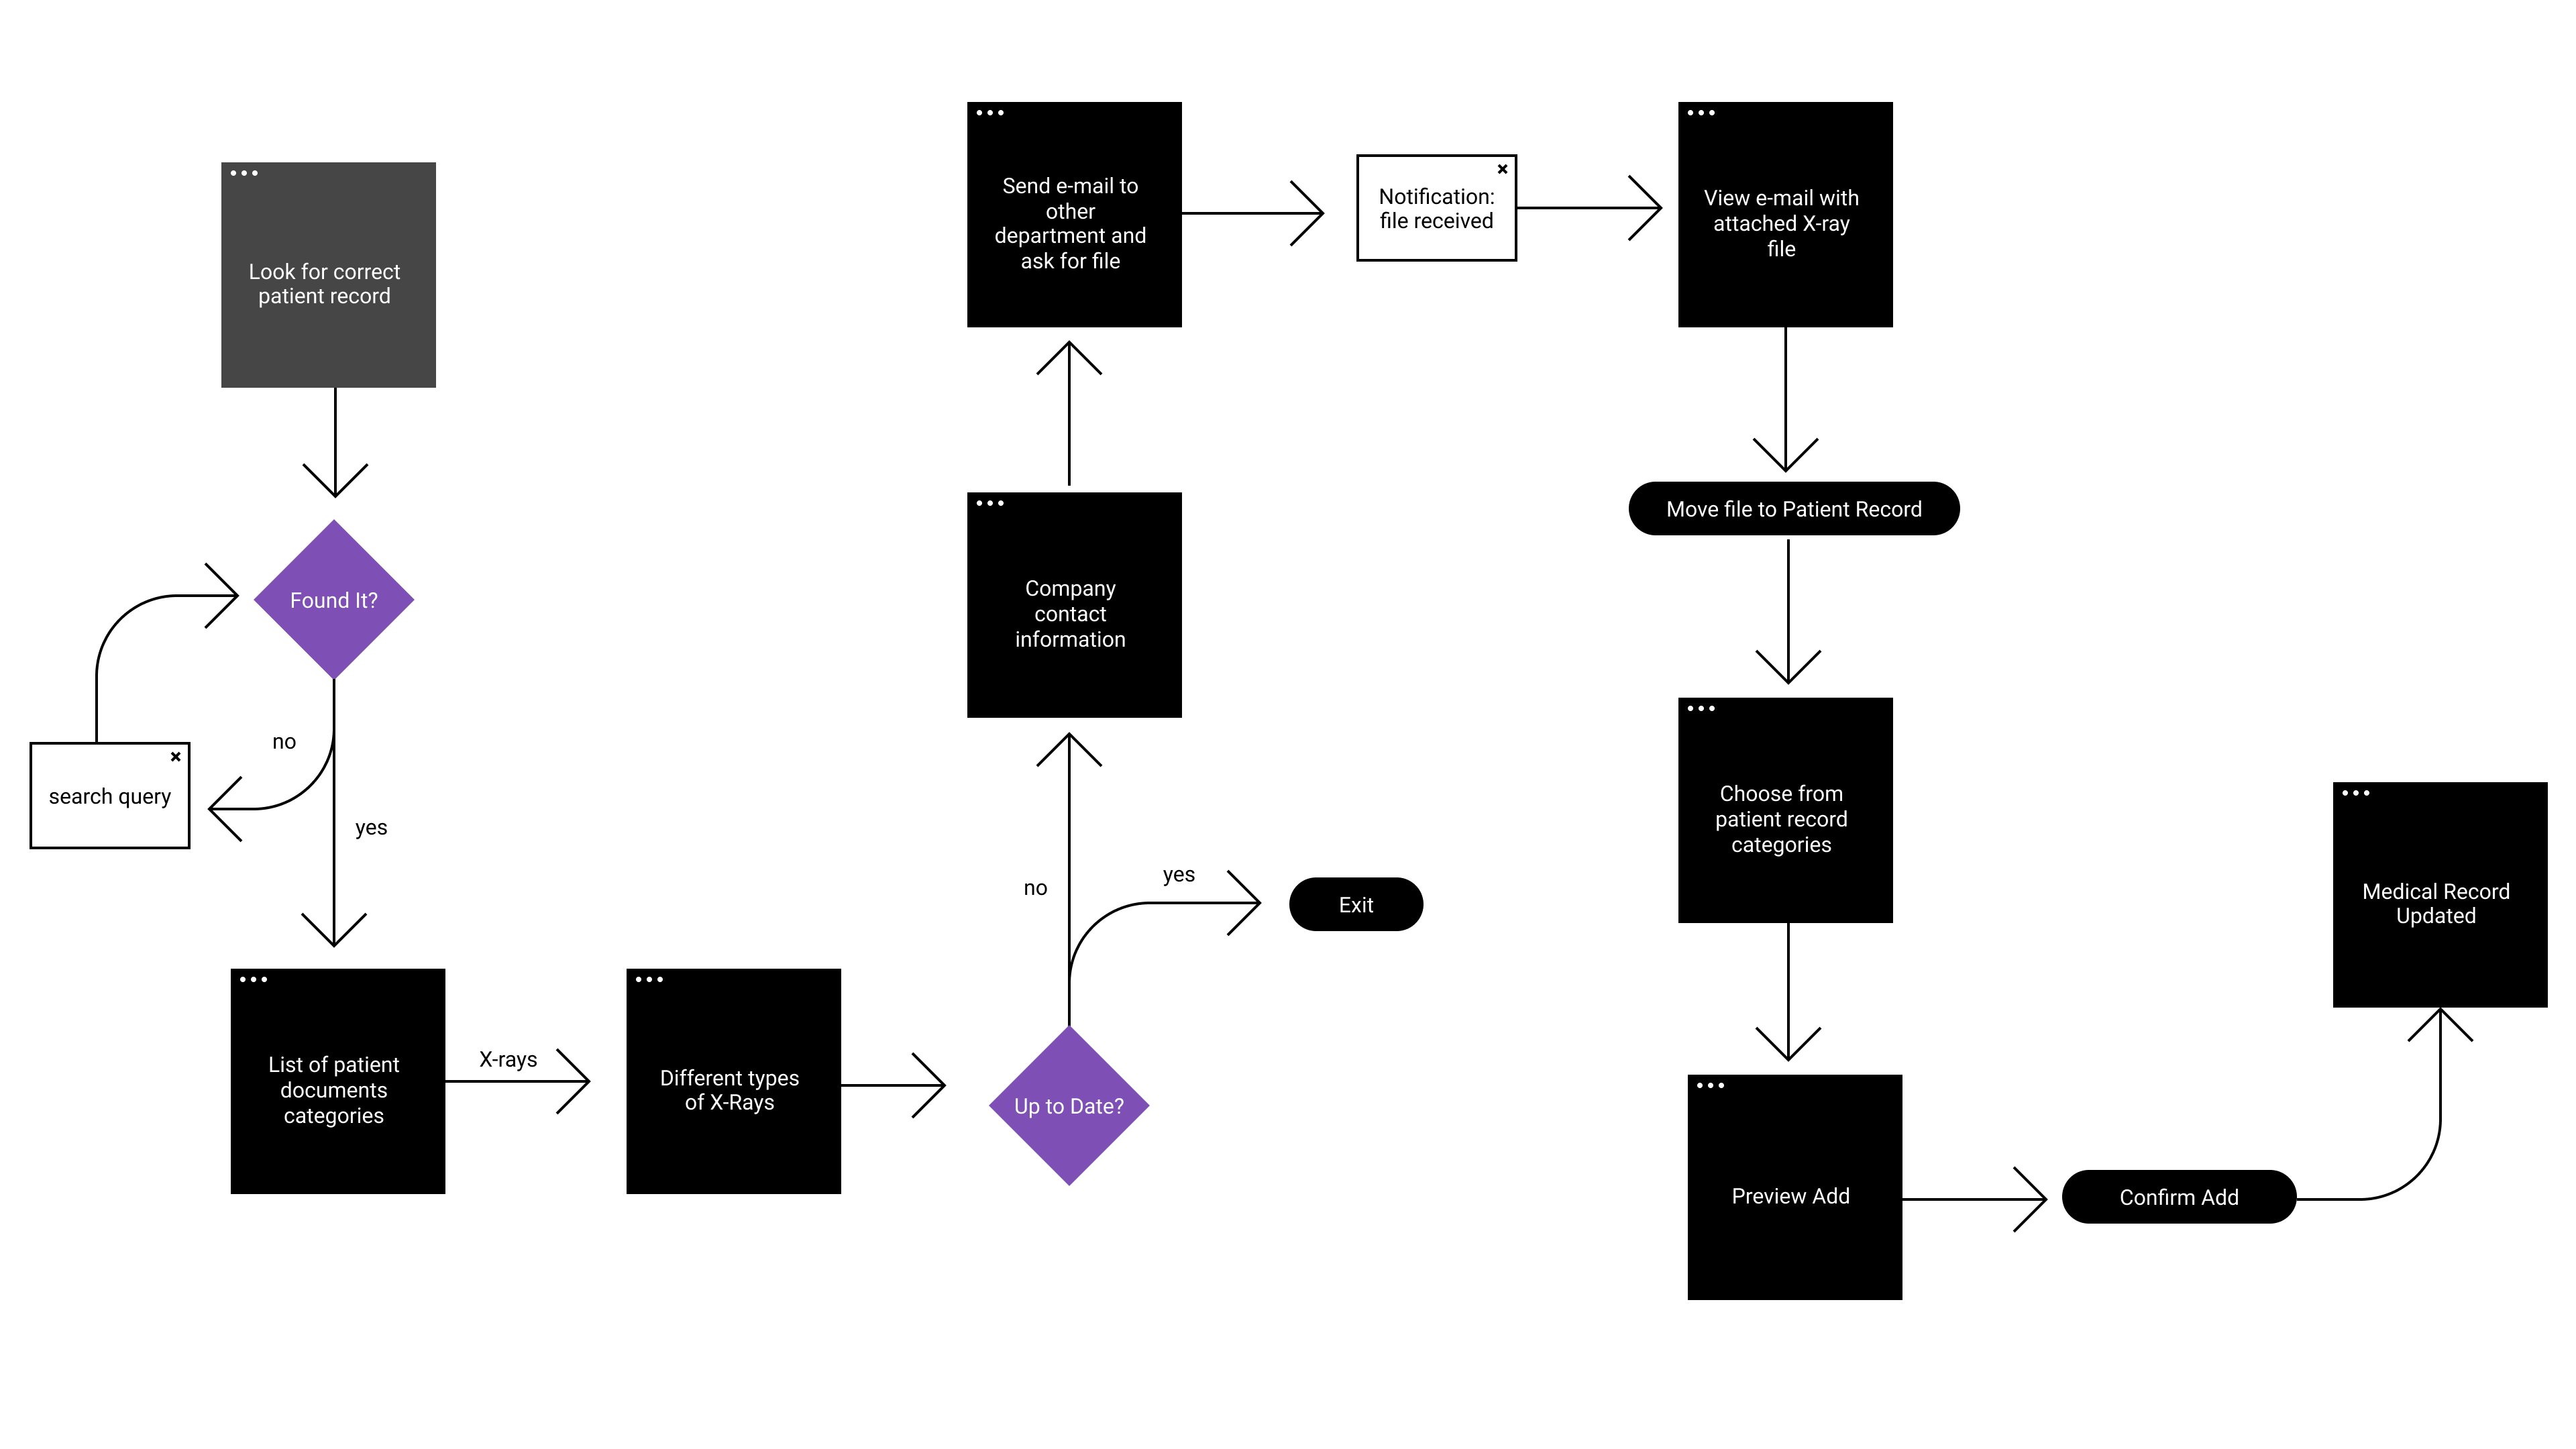 Look for correct
patient record
Found It?
no
yes
search query
List of patient
documents
categories
X-rays
Different types
of X-Rays
Up to Date?
no
yes
Exit
Company
contact
information
Send e-mail to
other
department and
ask for file
Notification:
file received
View e-mail with
attached X-ray
file
Move file to Patient Record
Choose from
patient record
categories
Preview Add
Confirm Add
Medical Record
Updated